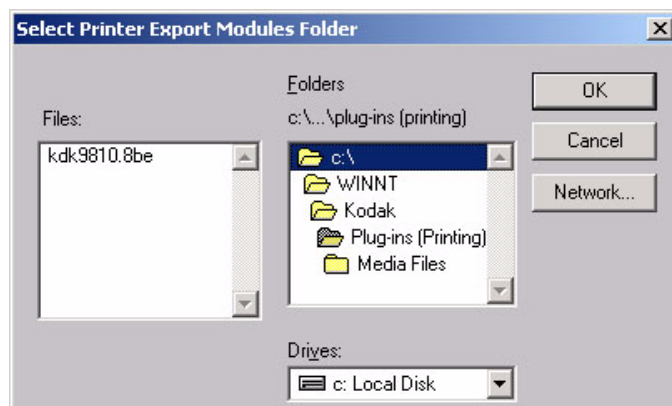 Select Printer Export Modules Folder
Files:
kdk9810.8be
Folders
c:\...\plug-ins (printing)
c:\
WINNT
Kodak
Plug-ins (Printing)
Media Files
Drives:
c: Local Disk
OK
Cancel
Network...